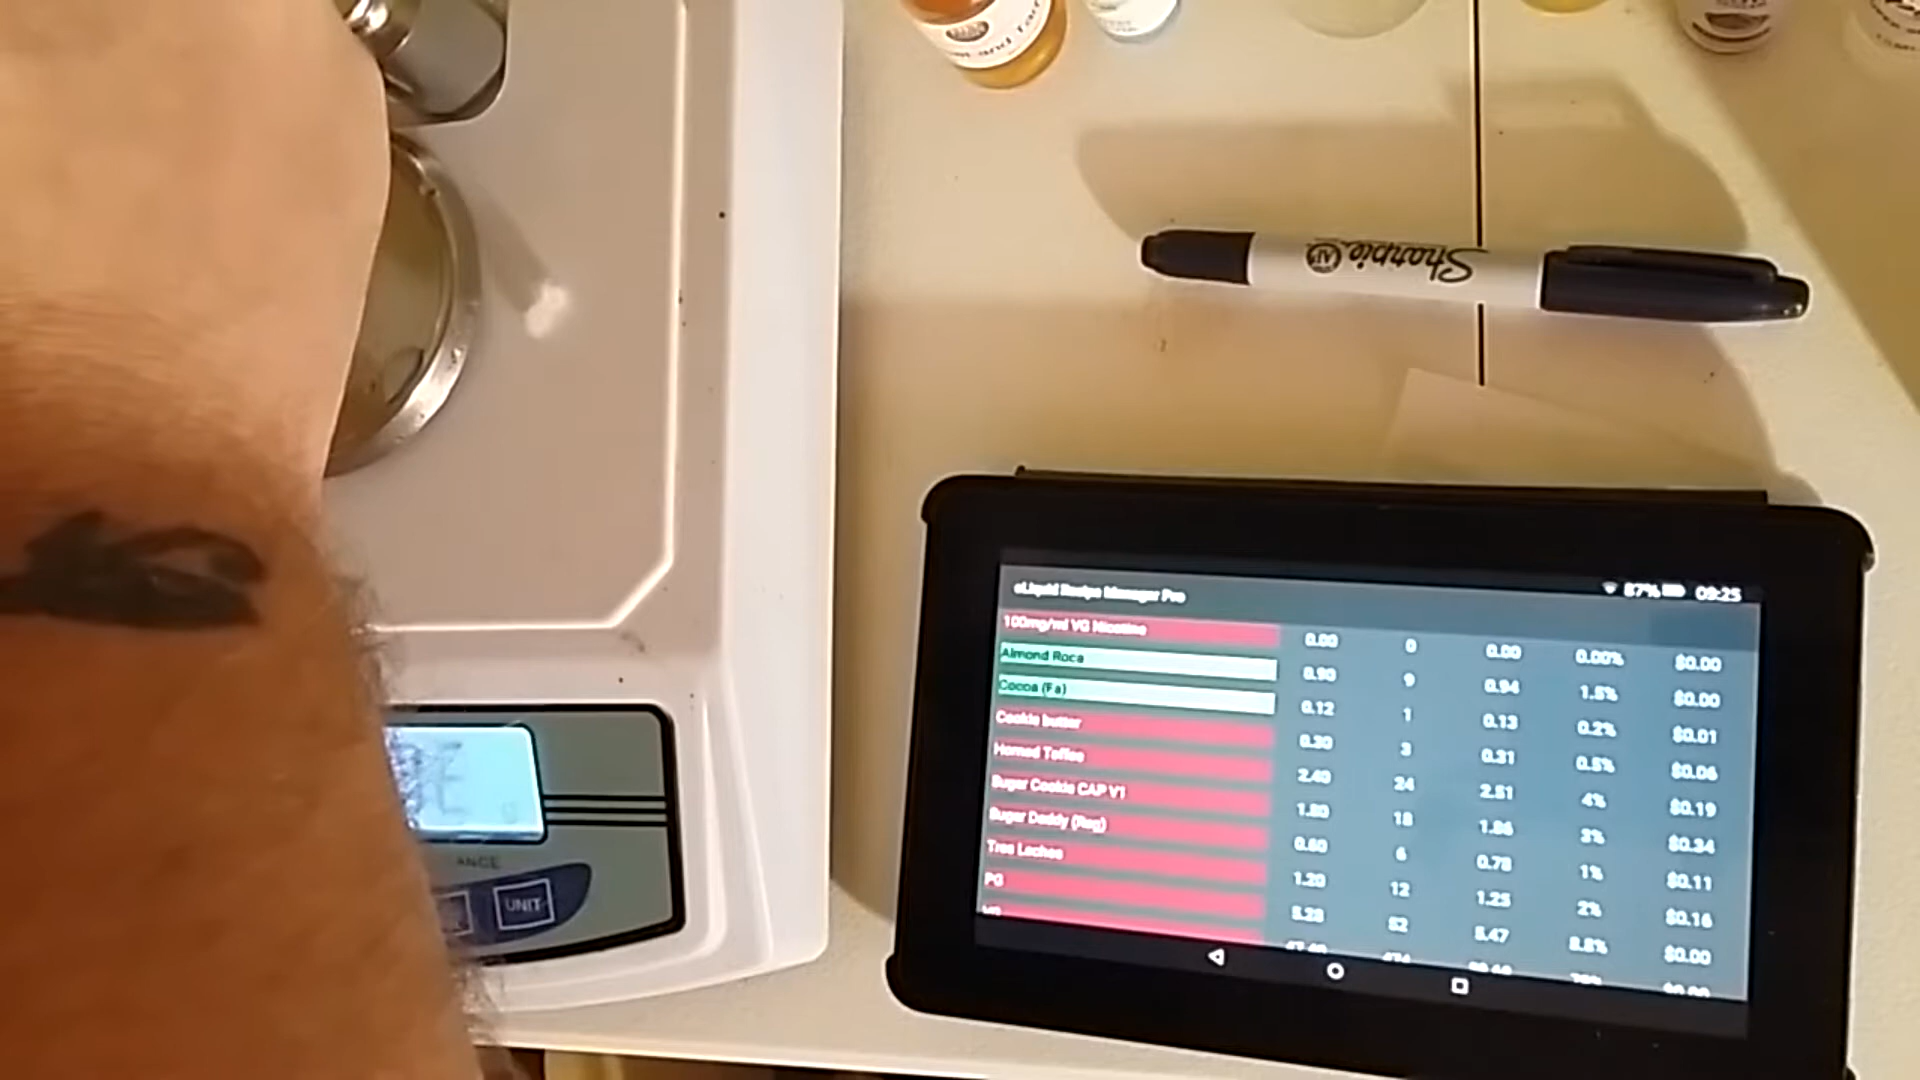 and
Sharpie
AP
eLiquid Recipe Manager Pro 87% 09:25
100mg/ml VG Nicotine 0.00 0 0.00 0.00% $0.00
Almond Roca 0.90 9 0.94 1.5% $0.00
Cocoa (Fa) 0.12 1 0.13 0.2% $0.01
Cookie butter 0.30 3 0.31 0.5% $0.06
Homed Toffee 2.40 24 2.51 4% $0.19
Sugar Cookie CAP V1 1.80 18 1.86 3% $0.34
Sugar Daddy (Reg) 0.60 6 0.78 1% $0.11
Tres Leches 1.20 12 1.25 2% $0.16
PG 5.28 52 5.47 8.8% $0.00
ANCE
UNIT